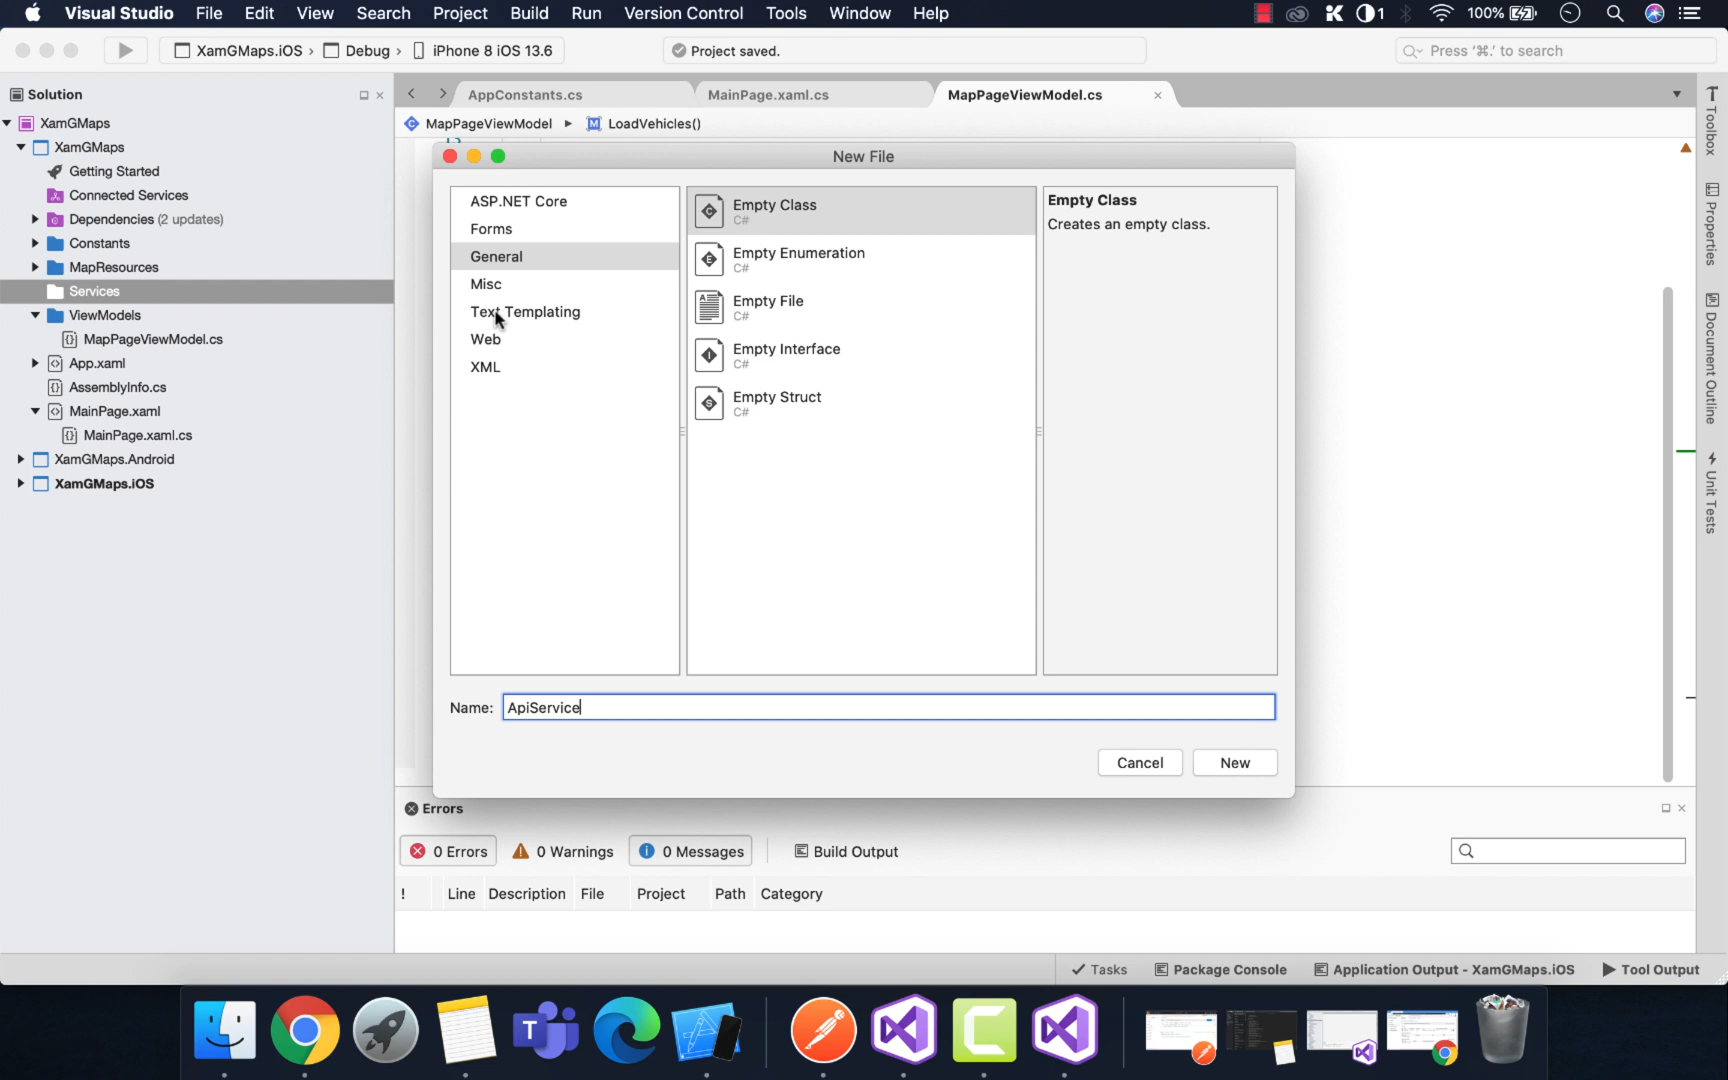 Visual Studio File Edit View Search Project Build Run Version Control Tools Window Help 1 100%
XamGMaps.iOS › Debug › iPhone 8 iOS 13.6 Project saved. Press '⌘.' to search
Solution
AppConstants.cs MainPage.xaml.cs MapPageViewModel.cs
MapPageViewModel LoadVehicles()
XamGMaps
XamGMaps
Getting Started
Connected Services
Dependencies (2 updates)
Constants
MapResources
Services
ViewModels
MapPageViewModel.cs
App.xaml
AssemblyInfo.cs
MainPage.xaml
MainPage.xaml.cs
XamGMaps.Android
XamGMaps.iOS
New File
ASP.NET Core
Forms
General
Misc
Text Templating
Web
XML
Empty Class
C#
Empty Enumeration
C#
Empty File
C#
Empty Interface
C#
Empty Struct
C#
Empty Class
Creates an empty class.
Name: ApiService
Cancel New
Toolbox
Properties
Document Outline
Unit Tests
Errors
0 Errors 0 Warnings 0 Messages Build Output
! Line Description File Project Path Category
Tasks Package Console Application Output - XamGMaps.iOS Tool Output